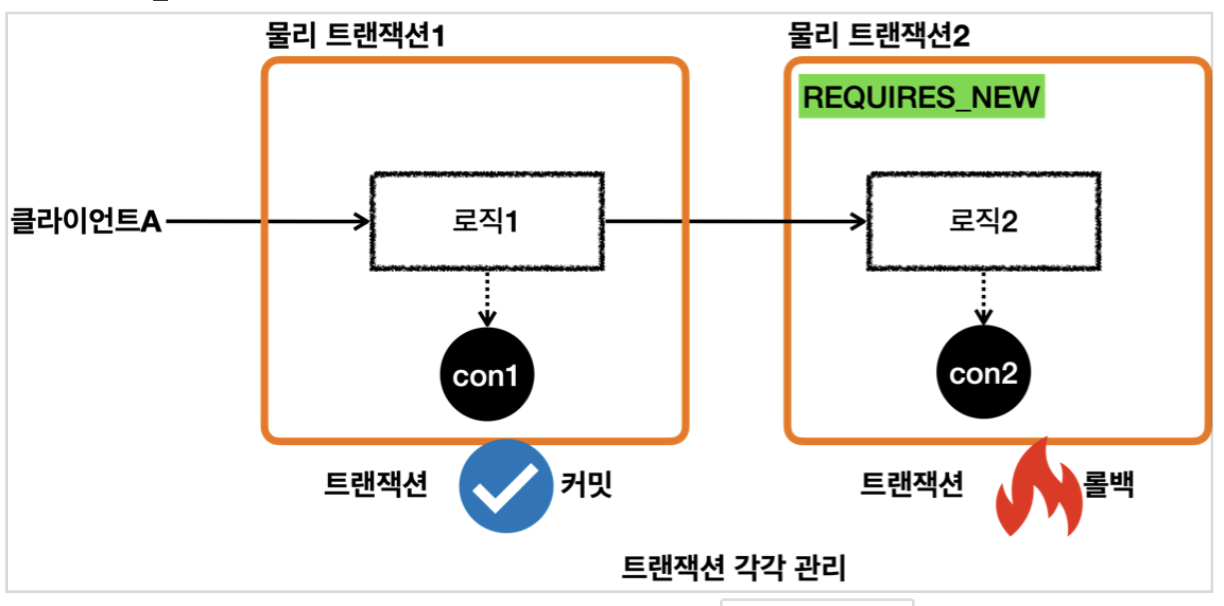 물리 트랜잭션1
물리 트랜잭션2
REQUIRES_NEW
클라이언트A
로직1
로직2
con1
con2
트랜잭션 커밋
트랜잭션 롤백
트랜잭션 각각 관리